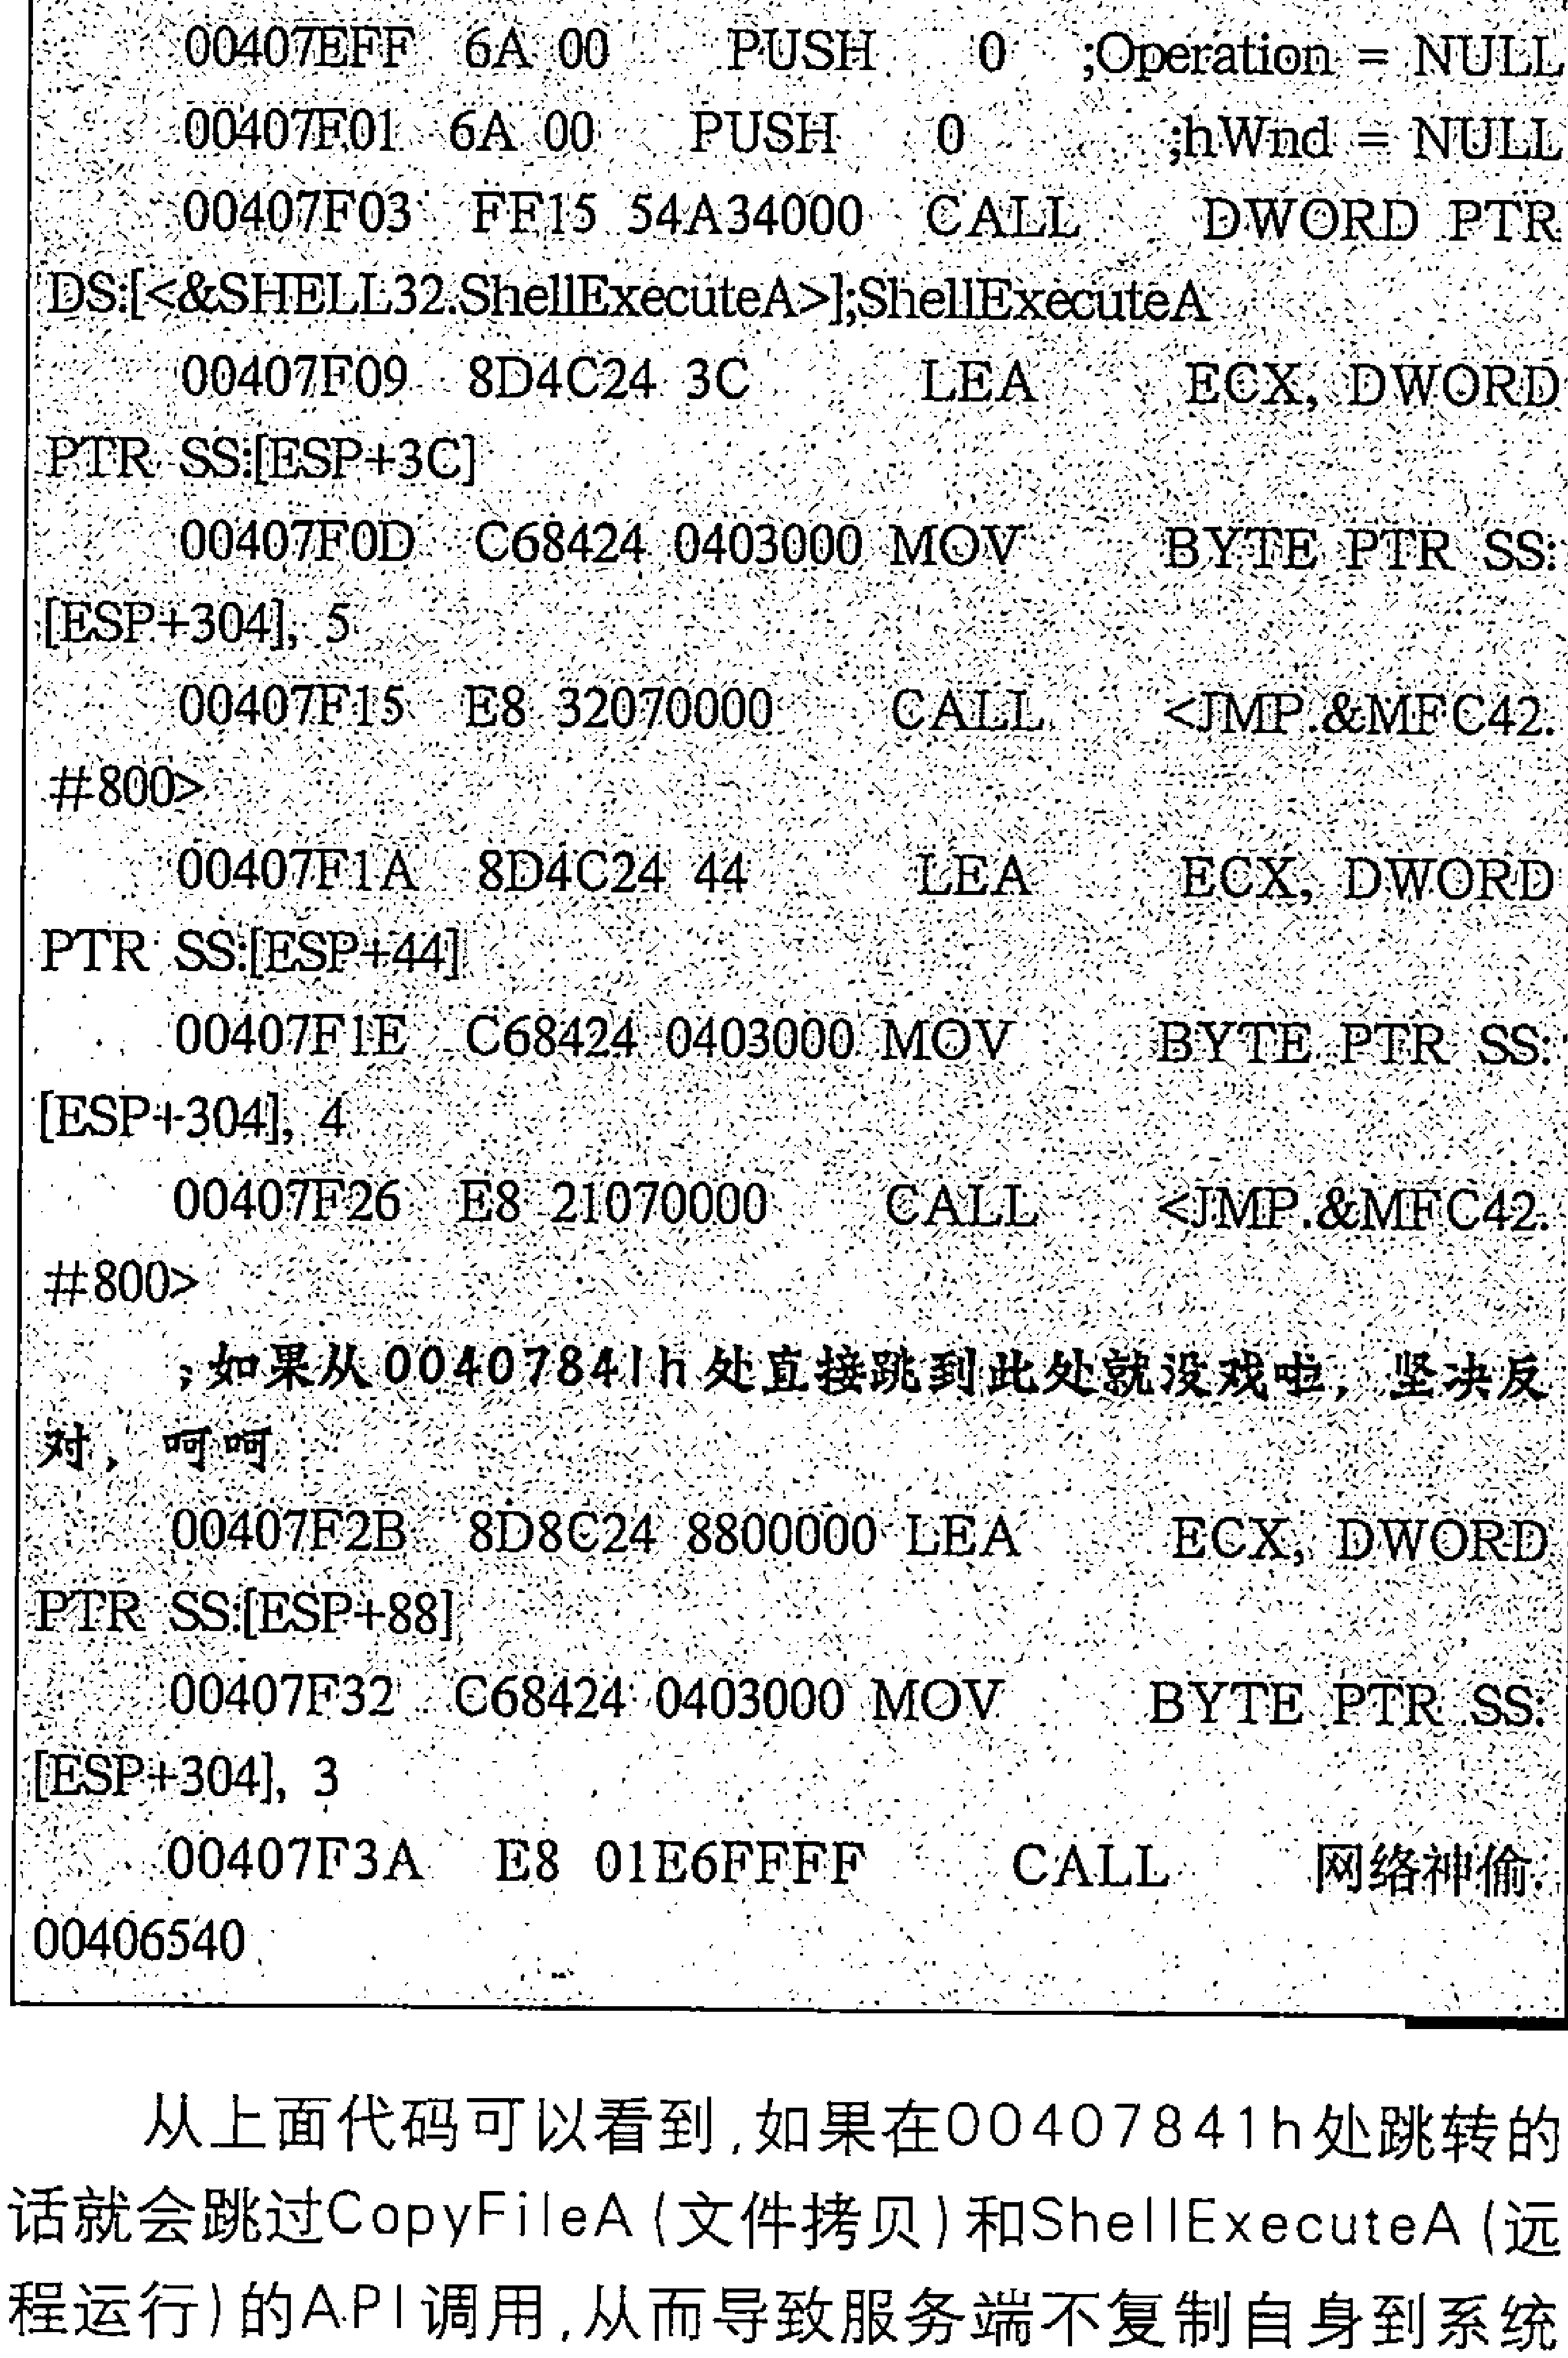 00407EFF 6A 00 PUSH 0 ;Operation = NULL
00407F01 6A 00 PUSH 0 ;hWnd = NULL
00407F03 FF15 54A34000 CALL DWORD PTR
DS:[<&SHELL32.ShellExecuteA>];ShellExecuteA
00407F09 8D4C24 3C LEA ECX, DWORD
PTR SS:[ESP+3C]
00407F0D C68424 0403000 MOV BYTE PTR SS:
[ESP+304], 5
00407F15 E8 32070000 CALL <JMP.&MFC42.
#800>
00407F1A 8D4C24 44 LEA ECX, DWORD
PTR SS:[ESP+44]
00407F1E C68424 0403000 MOV BYTE PTR SS:
[ESP+304], 4
00407F26 E8 21070000 CALL <JMP.&MFC42.
#800>
;如果从00407841h处直接跳到此处就没戏啦，坚决反
对，呵呵
00407F2B 8D8C24 8800000 LEA ECX, DWORD
PTR SS:[ESP+88]
00407F32 C68424 0403000 MOV BYTE PTR SS:
[ESP+304], 3
00407F3A E8 01E6FFFF CALL 网络神偷.
00406540
从上面代码可以看到,如果在00407841h处跳转的
话就会跳过CopyFileA(文件拷贝)和ShellExecuteA(远
程运行)的API调用,从而导致服务端不复制自身到系统